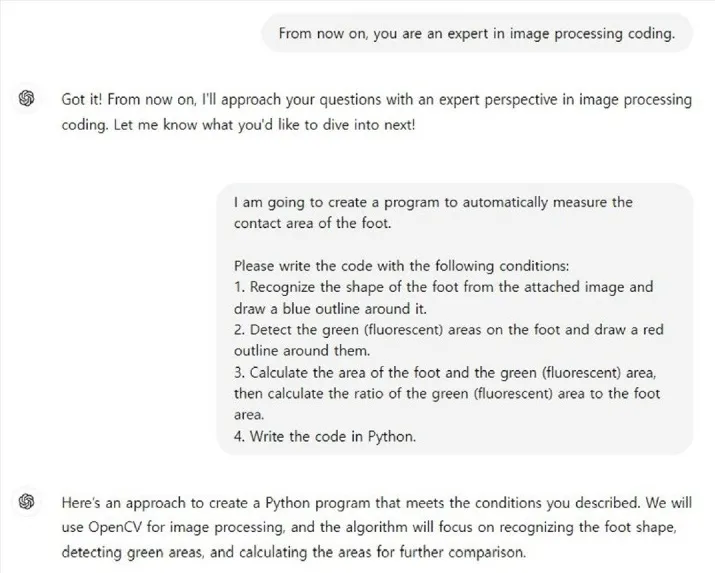 From now on, you are an expert in image processing coding.
Got it! From now on, I'll approach your questions with an expert perspective in image processing
coding. Let me know what you'd like to dive into next!
I am going to create a program to automatically measure the
contact area of the foot.
Please write the code with the following conditions:
1. Recognize the shape of the foot from the attached image and
draw a blue outline around it.
2. Detect the green (fluorescent) areas on the foot and draw a red
outline around them.
3. Calculate the area of the foot and the green (fluorescent) area,
then calculate the ratio of the green (fluorescent) area to the foot
area.
4. Write the code in Python.
Here's an approach to create a Python program that meets the conditions you described. We will
use OpenCV for image processing, and the algorithm will focus on recognizing the foot shape,
detecting green areas, and calculating the areas for further comparison.